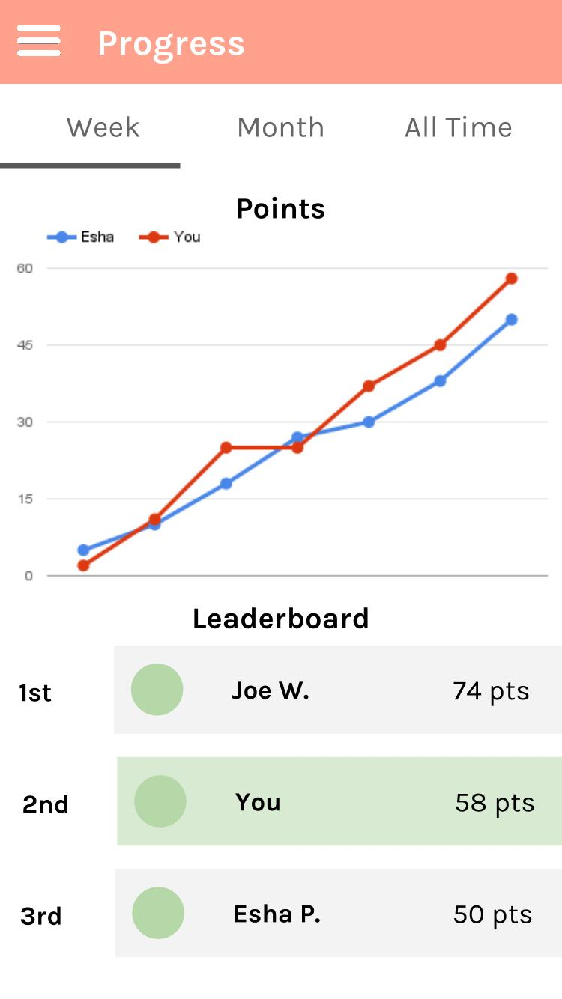 Progress
Week Month All Time
Points
Esha You
60
45
30
15
0
Leaderboard
1st Joe W. 74 pts
2nd You 58 pts
3rd Esha P. 50 pts